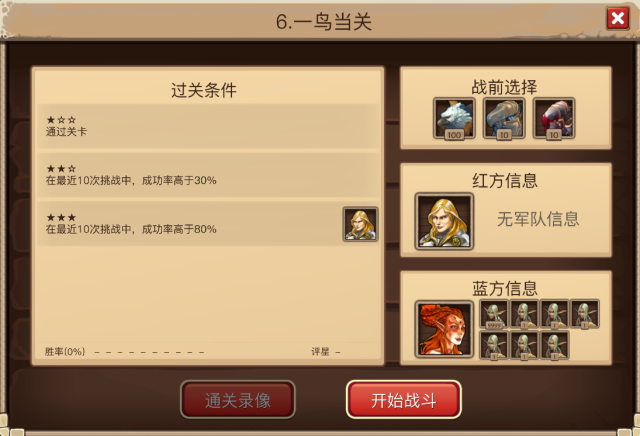 6.一鸟当关
过关条件
★☆☆
通过关卡
★★☆
在最近10次挑战中，成功率高于30%
★★★
在最近10次挑战中，成功率高于80%
胜率(0%) － － － － － － － － － －
评星 －
战前选择
100 10 10
红方信息
无军队信息
蓝方信息
通关录像
开始战斗